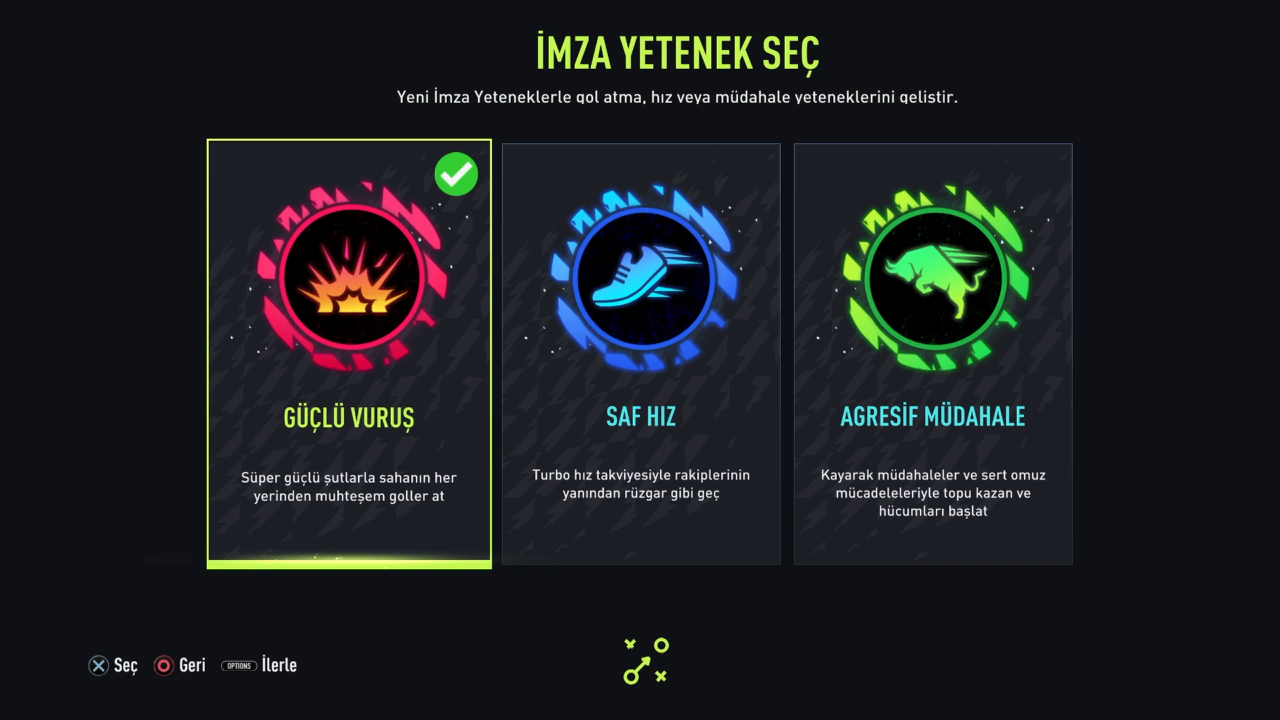 İMZA YETENEK SEÇ
Yeni İmza Yeteneklerle gol atma, hız veya müdahale yeteneklerini geliştir.
GÜÇLÜ VURUŞ
Süper güçlü şutlarla sahanın her
yerinden muhteşem goller at
SAF HIZ
Turbo hız takviyesiyle rakiplerinin
yanından rüzgar gibi geç
AGRESİF MÜDAHALE
Kayarak müdahaleler ve sert omuz
mücadeleleriyle topu kazan ve
hücumları başlat
Seç Geri OPTIONS İlerle